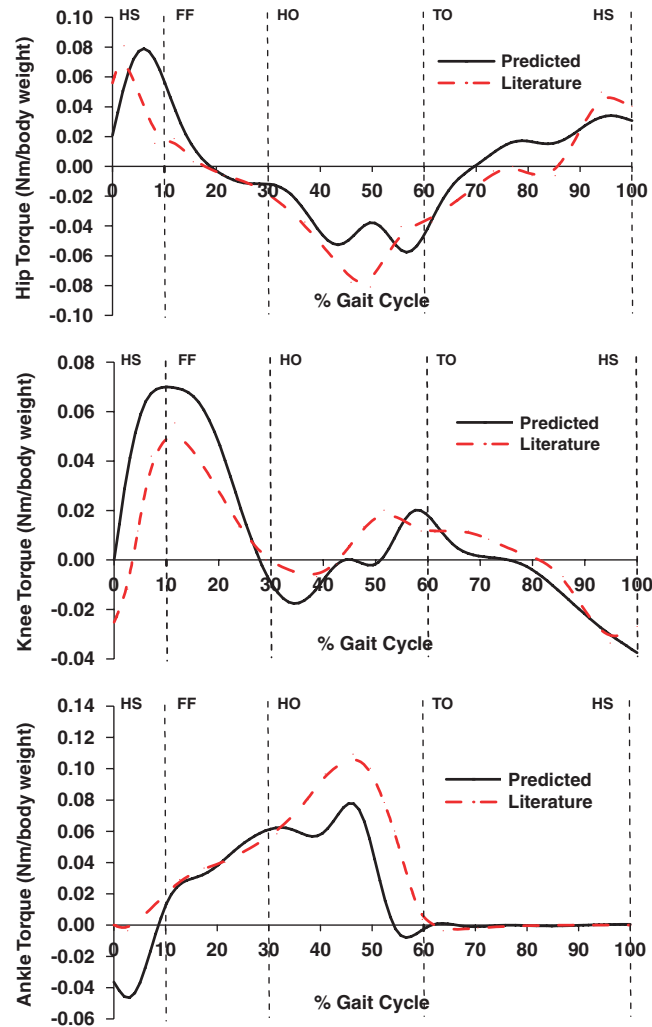 HS FF HO TO HS
0.10
0.08
0.06
0.04
0.02
0.00
-0.02
-0.04
-0.06
-0.08
-0.10
Hip Torque (Nm/body weight)
Predicted
Literature
0 10 20 30 40 50 60 70 80 90 100
% Gait Cycle
HS FF HO TO HS
0.08
0.06
0.04
0.02
0.00
-0.02
-0.04
Knee Torque (Nm/body weight)
Predicted
Literature
0 10 20 30 40 50 60 70 80 90 100
% Gait Cycle
HS FF HO TO HS
0.14
0.12
0.10
0.08
0.06
0.04
0.02
0.00
-0.02
-0.04
-0.06
Ankle Torque (Nm/body weight)
Predicted
Literature
0 10 20 30 40 50 60 70 80 90 100
% Gait Cycle